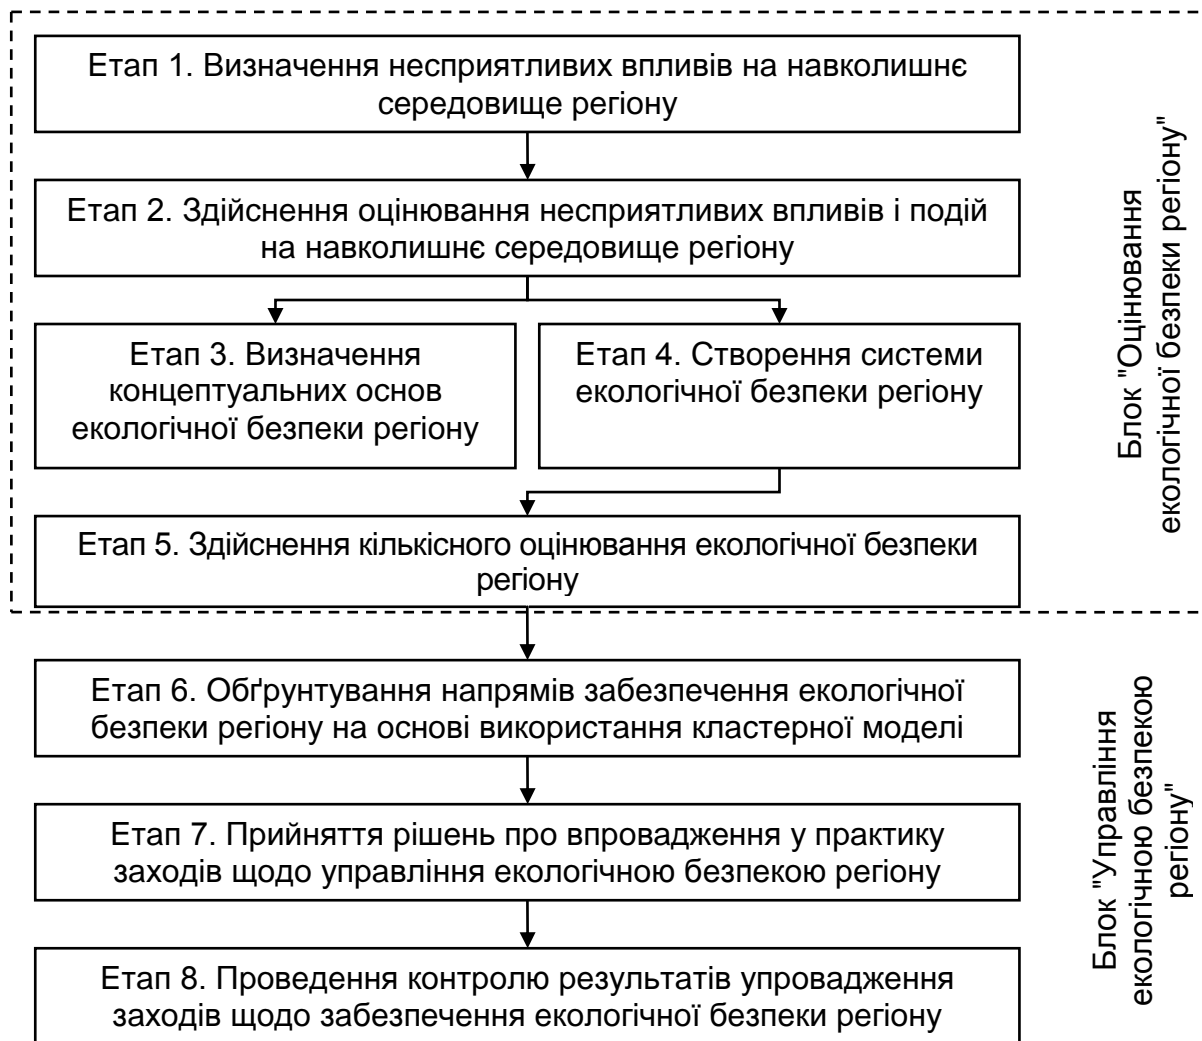 Етап 1. Визначення несприятливих впливів на навколишнє
середовище регіону
Етап 2. Здійснення оцінювання несприятливих впливів і подій
на навколишнє середовище регіону
Етап 3. Визначення
концептуальних основ
екологічної безпеки регіону
Етап 4. Створення системи
екологічної безпеки регіону
Етап 5. Здійснення кількісного оцінювання екологічної безпеки
регіону
Блок "Оцінювання
екологічної безпеки регіону"
Етап 6. Обґрунтування напрямів забезпечення екологічної
безпеки регіону на основі використання кластерної моделі
Етап 7. Прийняття рішень про впровадження у практику
заходів щодо управління екологічною безпекою регіону
Етап 8. Проведення контролю результатів упровадження
заходів щодо забезпечення екологічної безпеки регіону
Блок "Управління
екологічною безпекою
регіону"